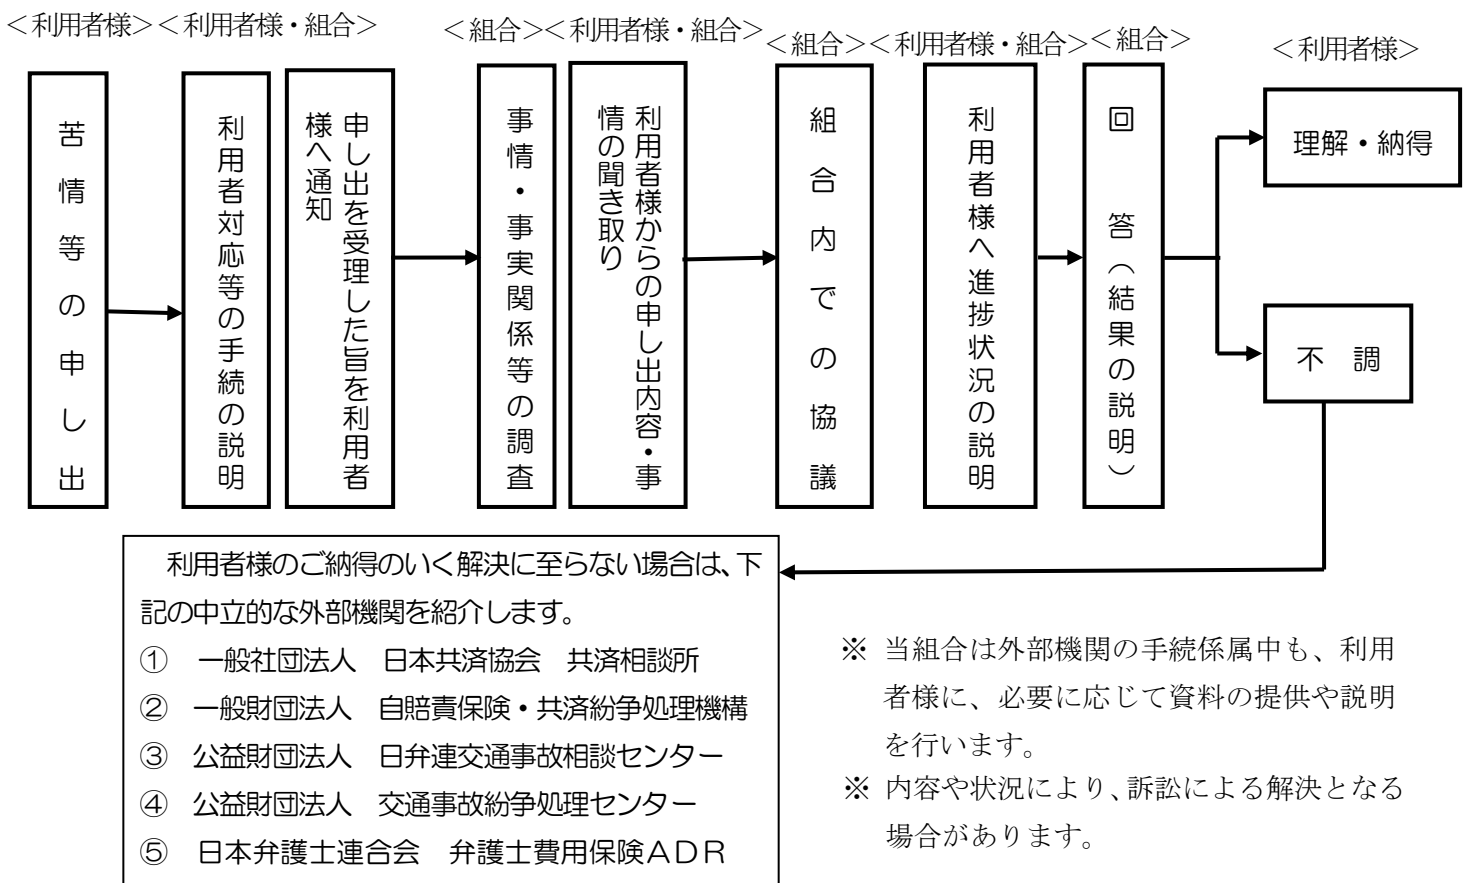 ＜利用者様＞＜利用者様・組合＞
＜組合＞＜利用者様・組合＞
＜組合＞＜利用者様・組合＞＜組合＞
＜利用者様＞
苦情等の申し出
利用者対応等の手続の説明
申し出を受理した旨を利用者
様へ通知
事情・事実関係等の調査
利用者様からの申し出内容・事
情の聞き取り
組合内での協議
利用者様へ進捗状況の説明
回　答（結果の説明）
理解・納得
不　調
利用者様のご納得のいく解決に至らない場合は、下
記の中立的な外部機関を紹介します。
①　一般社団法人　日本共済協会　共済相談所
②　一般財団法人　自賠責保険・共済紛争処理機構
③　公益財団法人　日弁連交通事故相談センター
④　公益財団法人　交通事故紛争処理センター
⑤　日本弁護士連合会　弁護士費用保険ＡＤＲ
※ 当組合は外部機関の手続係属中も、利用
者様に、必要に応じて資料の提供や説明
を行います。
※ 内容や状況により、訴訟による解決となる
場合があります。